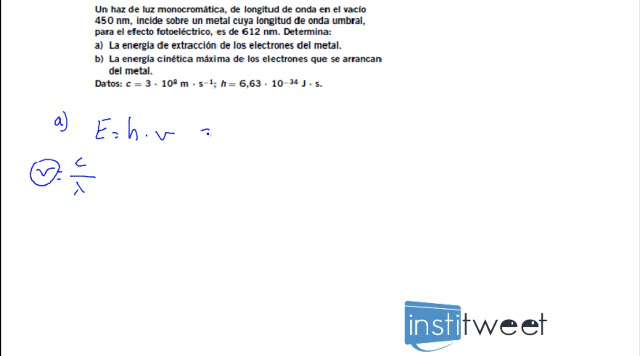 Un haz de luz monocromática, de longitud de onda en el vacío
450 nm, incide sobre un metal cuya longitud de onda umbral,
para el efecto fotoeléctrico, es de 612 nm. Determina:
a) La energía de extracción de los electrones del metal.
b) La energía cinética máxima de los electrones que se arrancan
del metal.
Datos: c = 3 · 10⁸ m · s⁻¹; h = 6,63 · 10⁻³⁴ J · s.
a) E = h · ν =
ν = c / λ
institweet